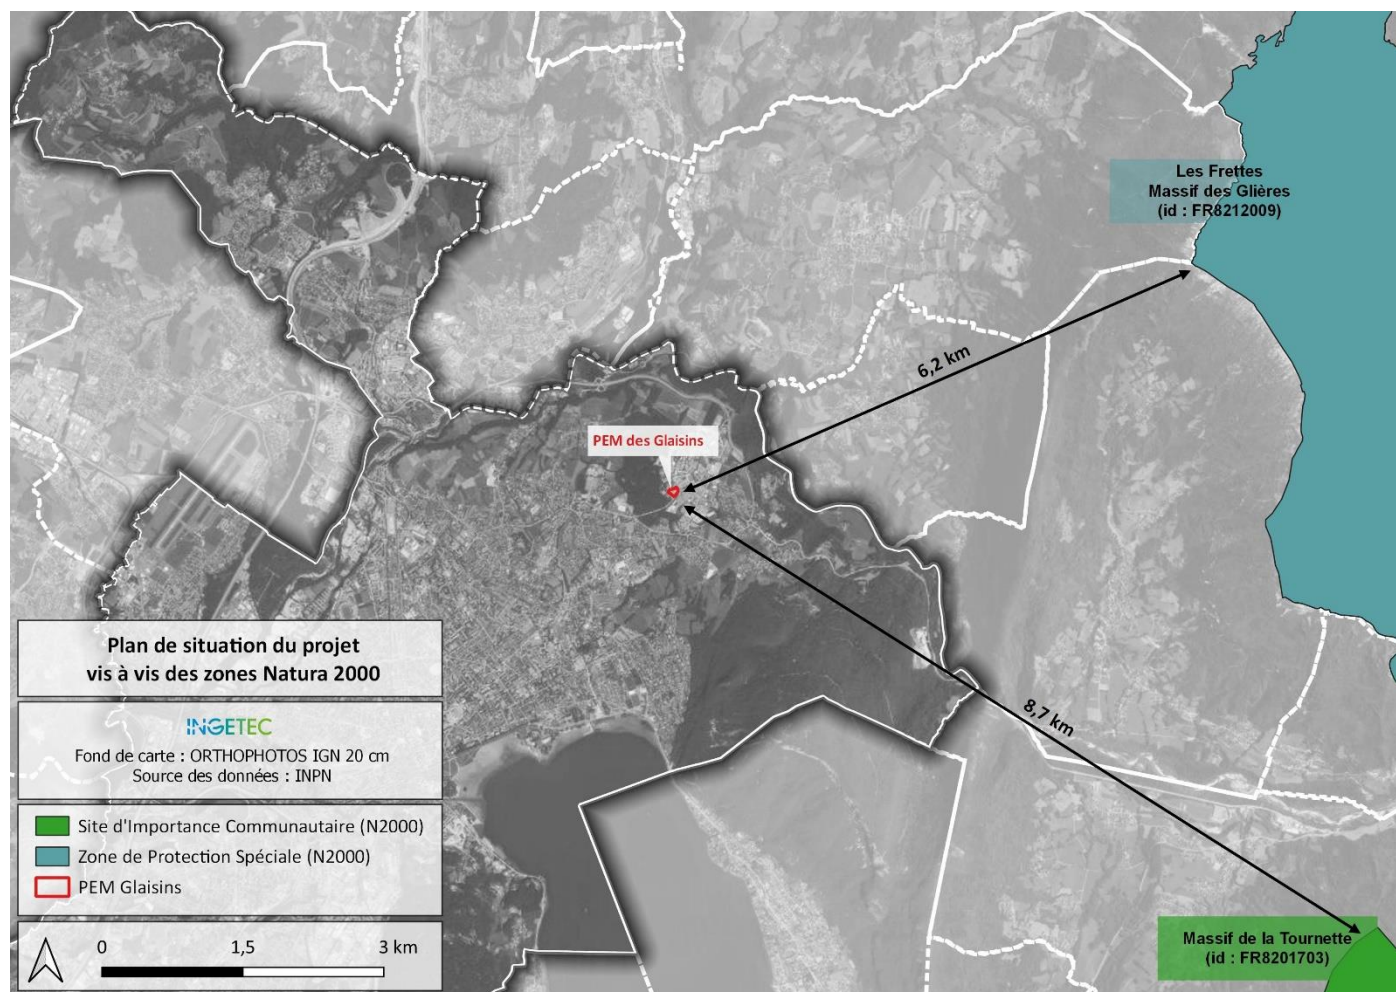 Les Frettes
Massif des Glières
(id : FR8212009)
6,2 km
PEM des Glaisins
8,7 km
Plan de situation du projet
vis à vis des zones Natura 2000
INGETEC
Fond de carte : ORTHOPHOTOS IGN 20 cm
Source des données : INPN
Site d'Importance Communautaire (N2000)
Zone de Protection Spéciale (N2000)
PEM Glaisins
0 1,5 3 km
Massif de la Tournette
(id : FR8201703)